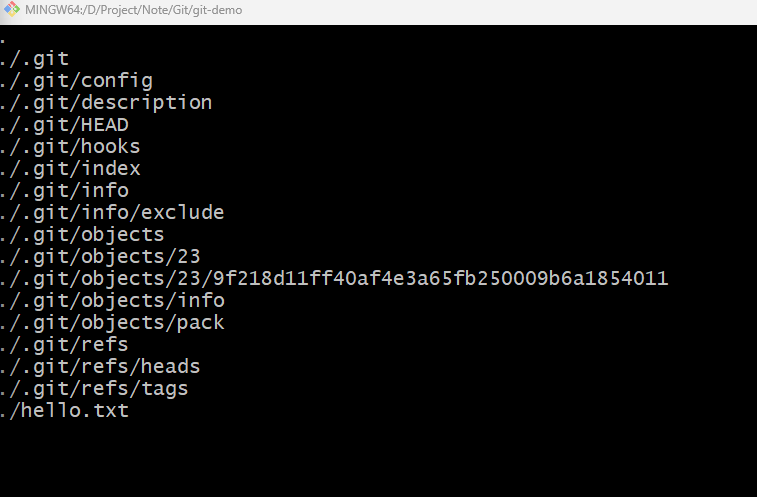 MINGW64:/D/Project/Note/Git/git-demo
.
./.git
./.git/config
./.git/description
./.git/HEAD
./.git/hooks
./.git/index
./.git/info
./.git/info/exclude
./.git/objects
./.git/objects/23
./.git/objects/23/9f218d11ff40af4e3a65fb250009b6a1854011
./.git/objects/info
./.git/objects/pack
./.git/refs
./.git/refs/heads
./.git/refs/tags
./hello.txt